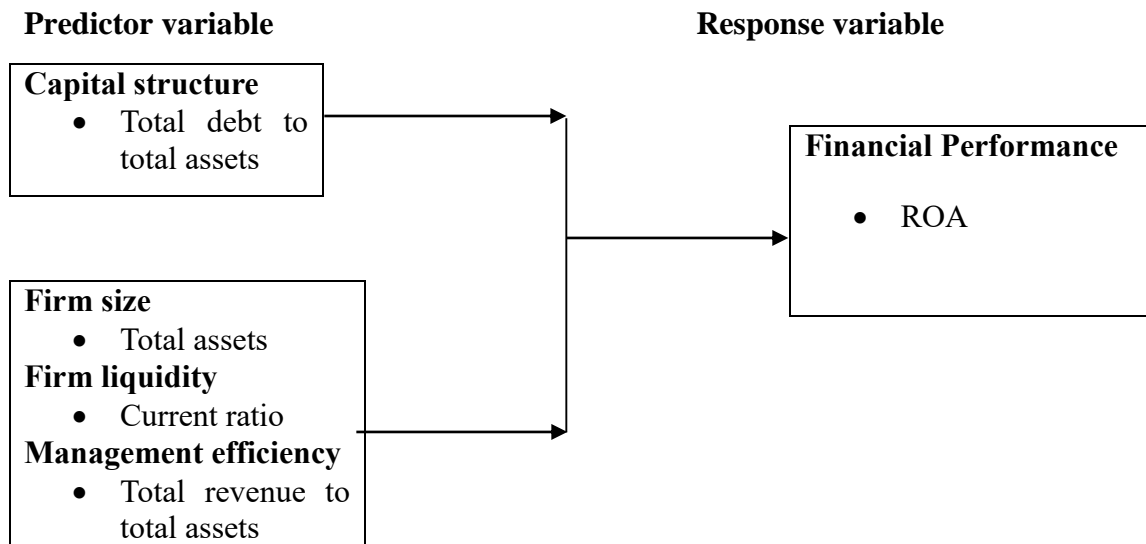 Predictor variable
Response variable
Capital structure
• Total debt to
total assets
Financial Performance
• ROA
Firm size
• Total assets
Firm liquidity
• Current ratio
Management efficiency
• Total revenue to
total assets